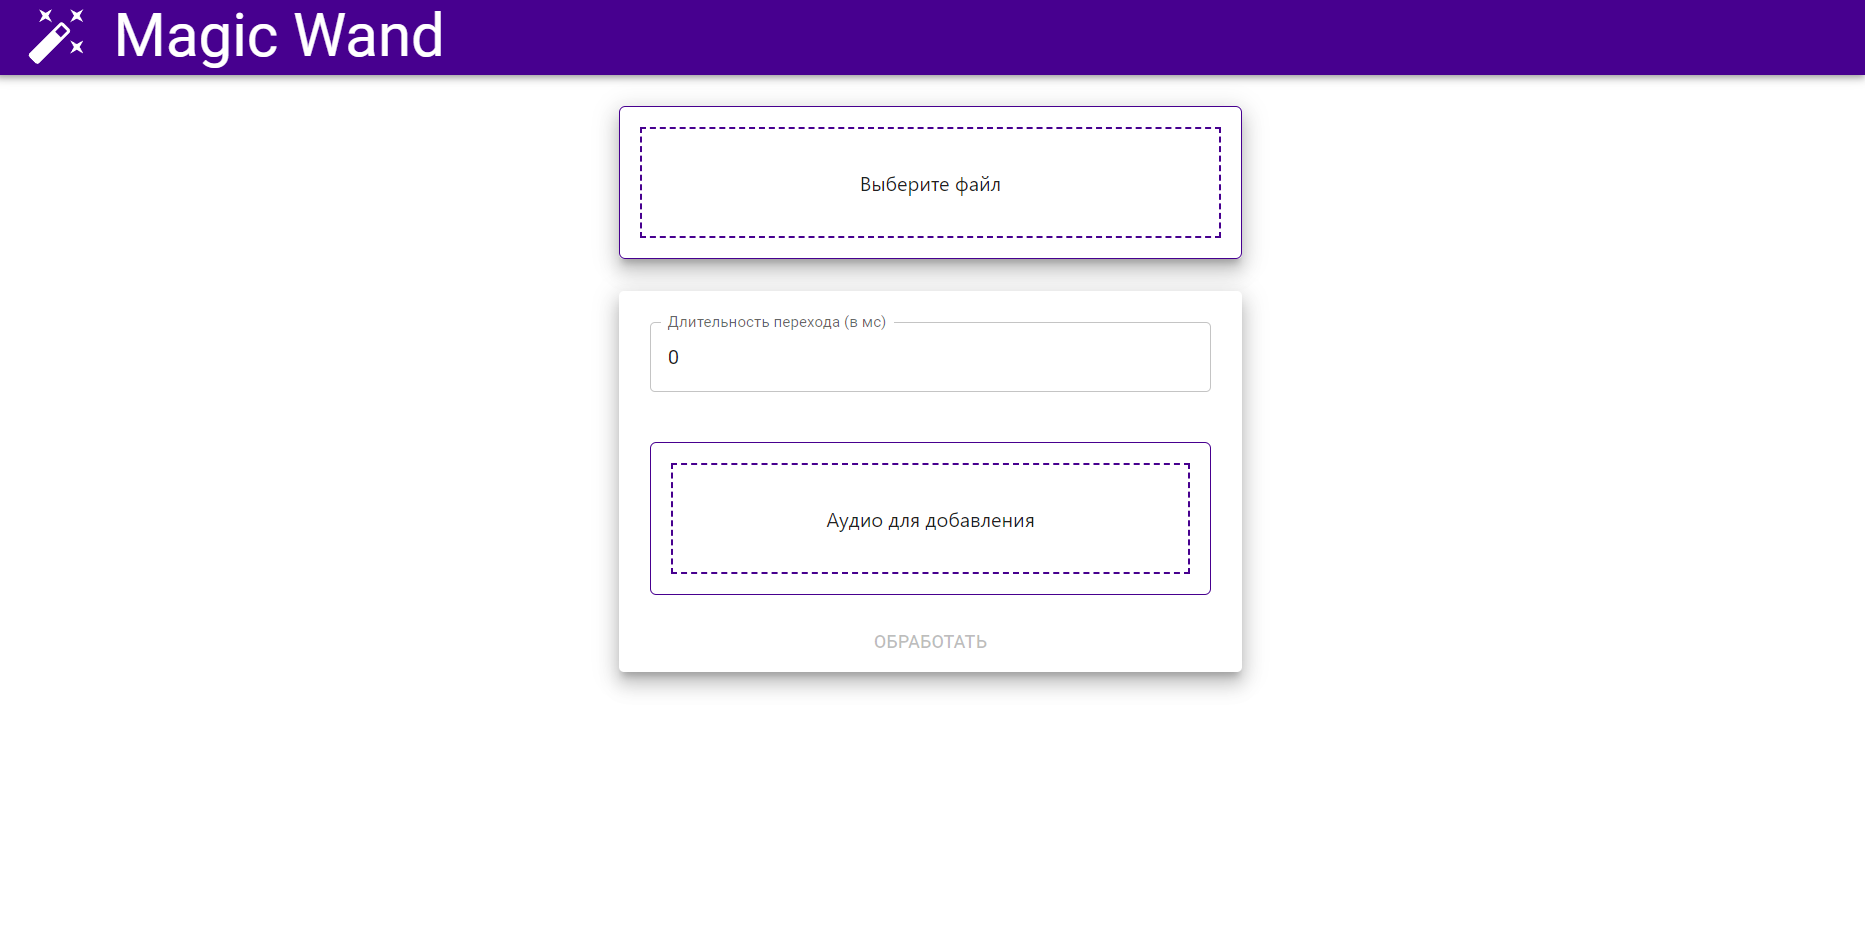 Magic Wand
Выберите файл
Длительность перехода (в мс)
0
Аудио для добавления
ОБРАБОТАТЬ